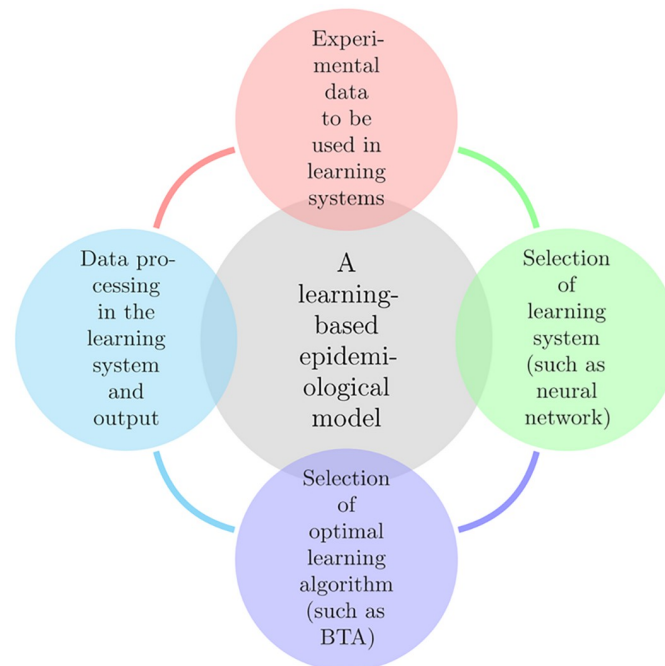 Experi-
mental
data
to be
used in
learning
systems
Data pro-
cessing
in the
learning
system
and
output
A
learning-
based
epidemi-
ological
model
Selection
of
learning
system
(such as
neural
network)
Selection
of
optimal
learning
algorithm
(such as
BTA)